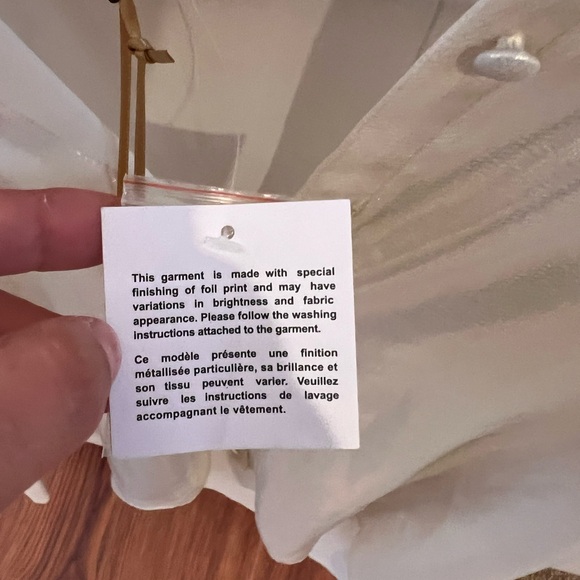 This garment is made with special
finishing of foil print and may have
variations in brightness and fabric
appearance. Please follow the washing
instructions attached to the garment.
Ce modèle présente une finition
métallisée particulière, sa brillance et
son tissu peuvent varier. Veuillez
suivre les instructions de lavage
accompagnant le vêtement.